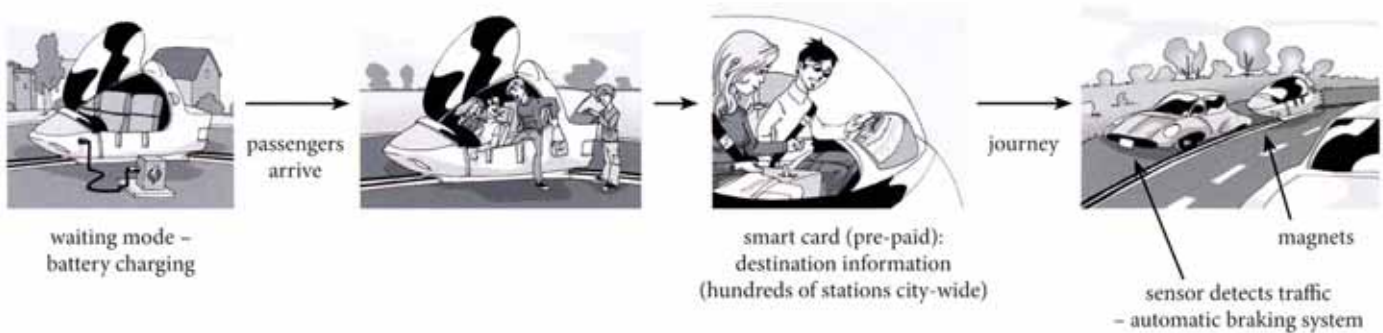 passengers
arrive
journey
waiting mode –
battery charging
smart card (pre-paid):
destination information
(hundreds of stations city-wide)
magnets
sensor detects traffic
– automatic braking system